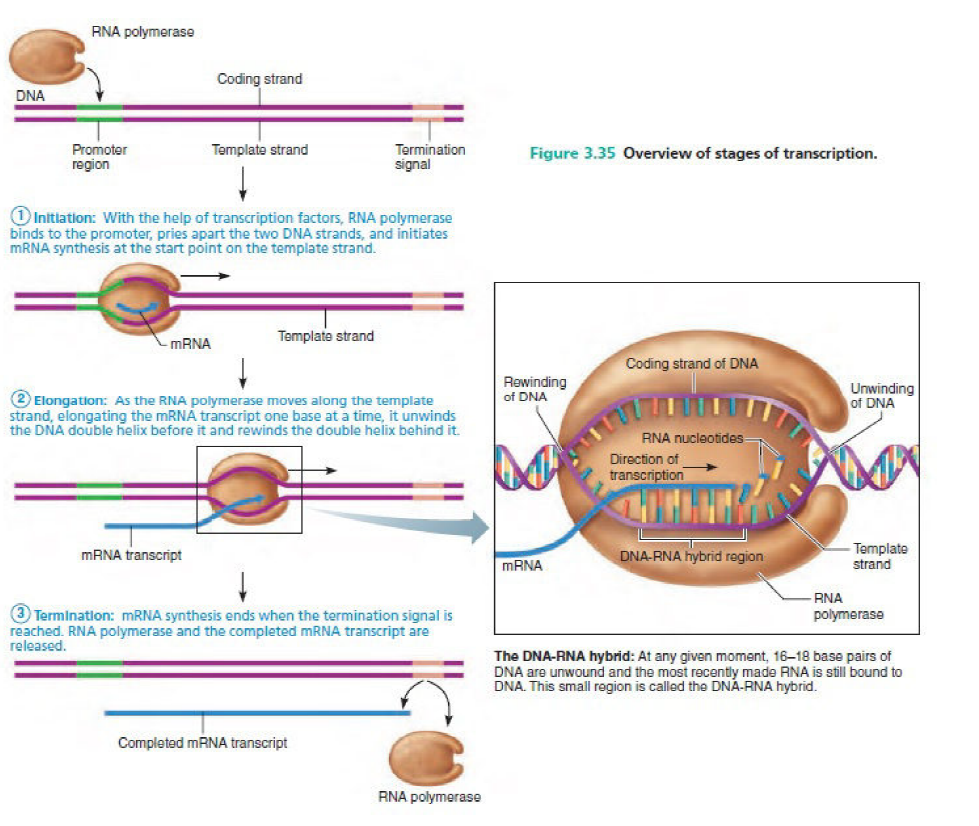 RNA polymerase
DNA
Coding strand
Promoter
region
Template strand
Termination
signal
Figure 3.35 Overview of stages of transcription.
1 Initiation: With the help of transcription factors, RNA polymerase
binds to the promoter, pries apart the two DNA strands, and initiates
mRNA synthesis at the start point on the template strand.
mRNA
Template strand
2 Elongation: As the RNA polymerase moves along the template
strand, elongating the mRNA transcript one base at a time, it unwinds
the DNA double helix before it and rewinds the double helix behind it.
mRNA transcript
3 Termination: mRNA synthesis ends when the termination signal is
reached. RNA polymerase and the completed mRNA transcript are
released.
Completed mRNA transcript
RNA polymerase
Coding strand of DNA
Rewinding
of DNA
Unwinding
of DNA
RNA nucleotides
Direction of
transcription
DNA-RNA hybrid region
mRNA
Template
strand
RNA
polymerase
The DNA-RNA hybrid: At any given moment, 16–18 base pairs of
DNA are unwound and the most recently made RNA is still bound to
DNA. This small region is called the DNA-RNA hybrid.